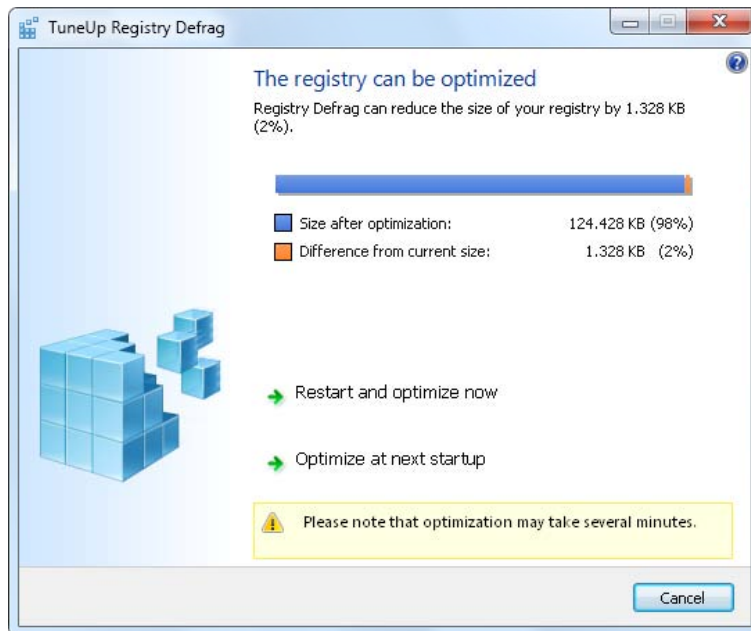 TuneUp Registry Defrag
The registry can be optimized
Registry Defrag can reduce the size of your registry by 1.328 KB
(2%).
Size after optimization: 124.428 KB (98%)
Difference from current size: 1.328 KB (2%)
Restart and optimize now
Optimize at next startup
Please note that optimization may take several minutes.
Cancel